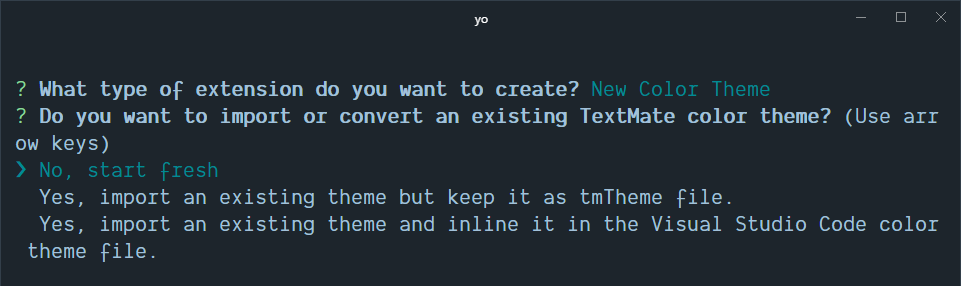 yo
? What type of extension do you want to create? New Color Theme
? Do you want to import or convert an existing TextMate color theme? (Use arr
ow keys)
❯ No, start fresh
Yes, import an existing theme but keep it as tmTheme file.
Yes, import an existing theme and inline it in the Visual Studio Code color
theme file.